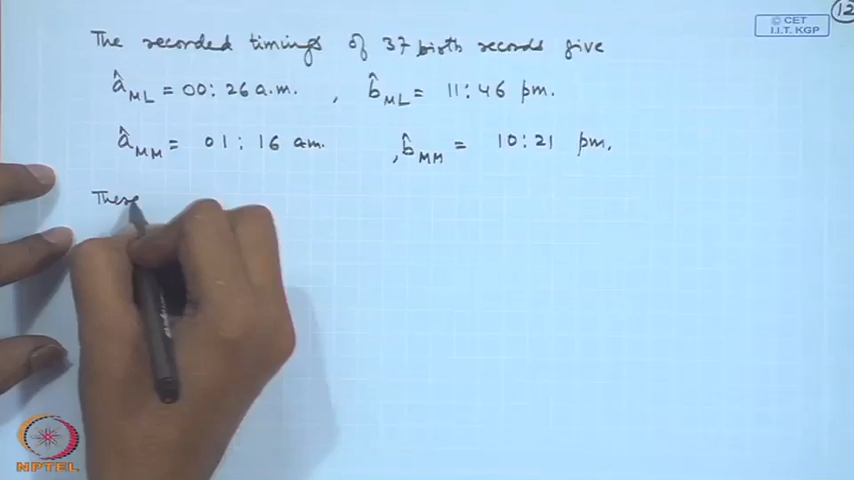 12
© CET
I.I.T. KGP
The recorded timings of 37 birth records give
â_ML = 00:26 a.m. , b̂_ML = 11:46 pm.
â_MM = 01:16 am. , b̂_MM = 10:21 pm.
These
NPTEL